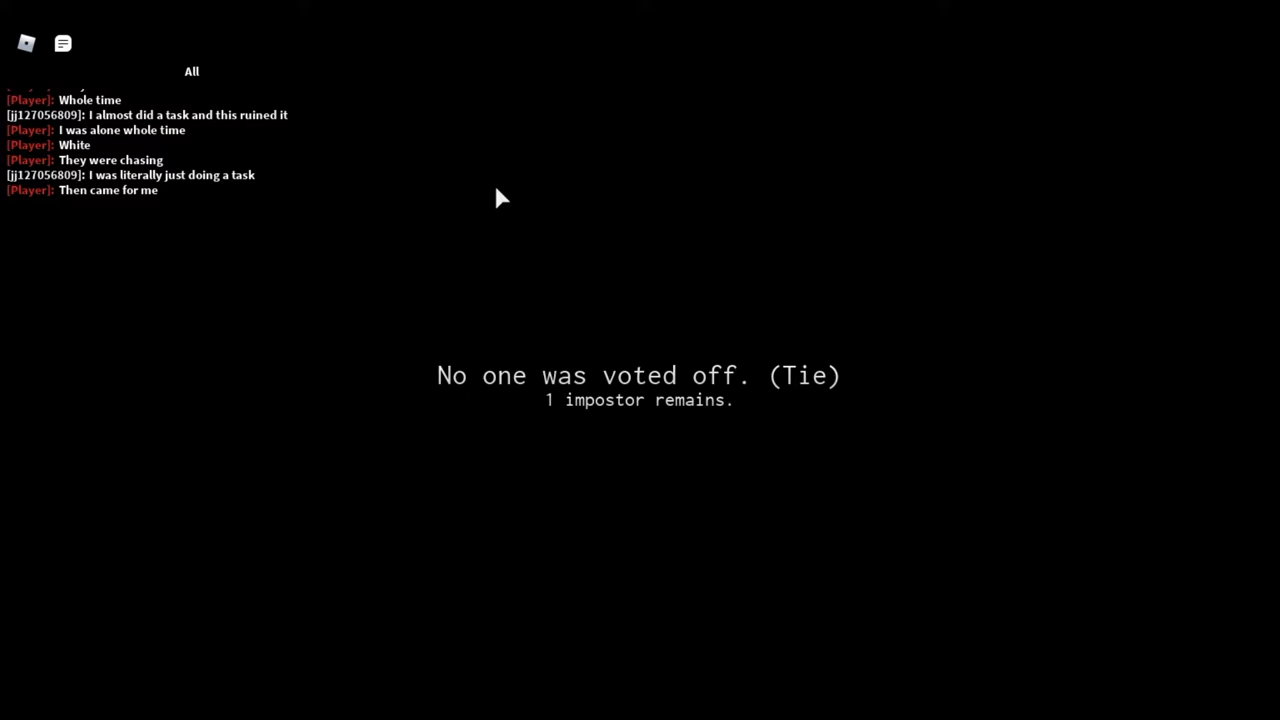 All
[Player]: Whole time
[jj127056809]: I almost did a task and this ruined it
[Player]: I was alone whole time
[Player]: White
[Player]: They were chasing
[jj127056809]: I was literally just doing a task
[Player]: Then came for me
No one was voted off. (Tie)
1 impostor remains.